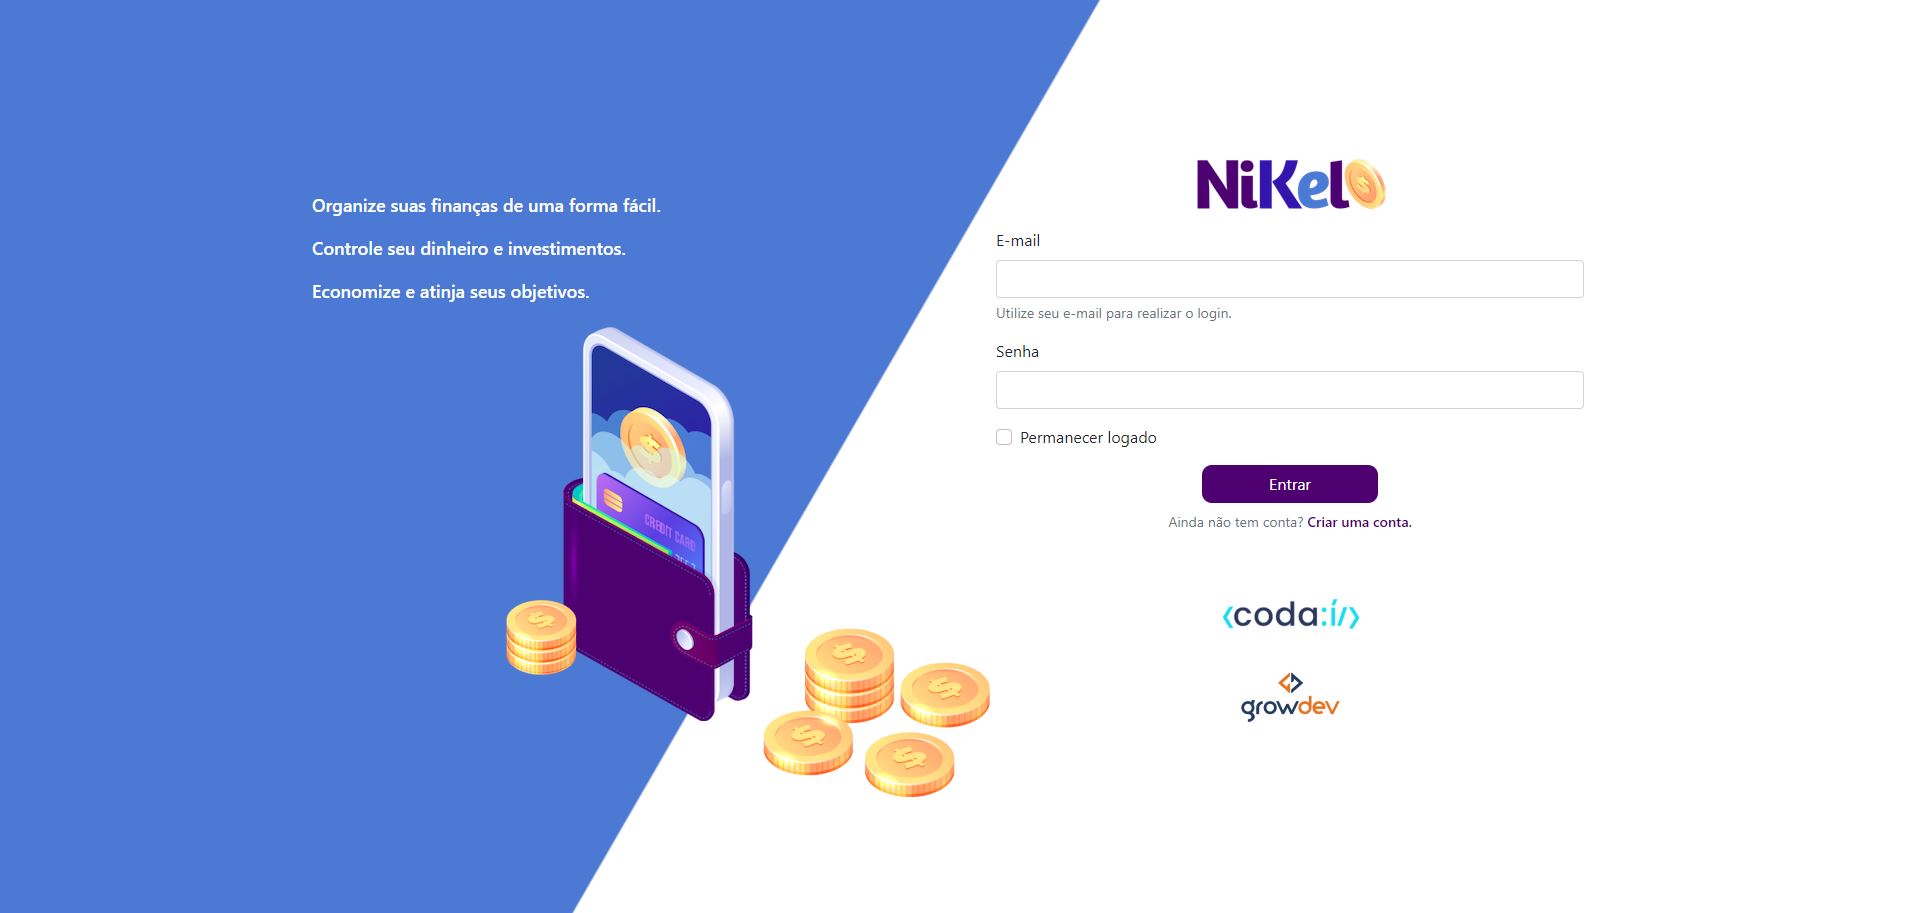 Organize suas finanças de uma forma fácil.
Controle seu dinheiro e investimentos.
Economize e atinja seus objetivos.
CREDIT CARD
NiKel
E-mail
Utilize seu e-mail para realizar o login.
Senha
Permanecer logado
Entrar
Ainda não tem conta? Criar uma conta.
coda:í/
growdev